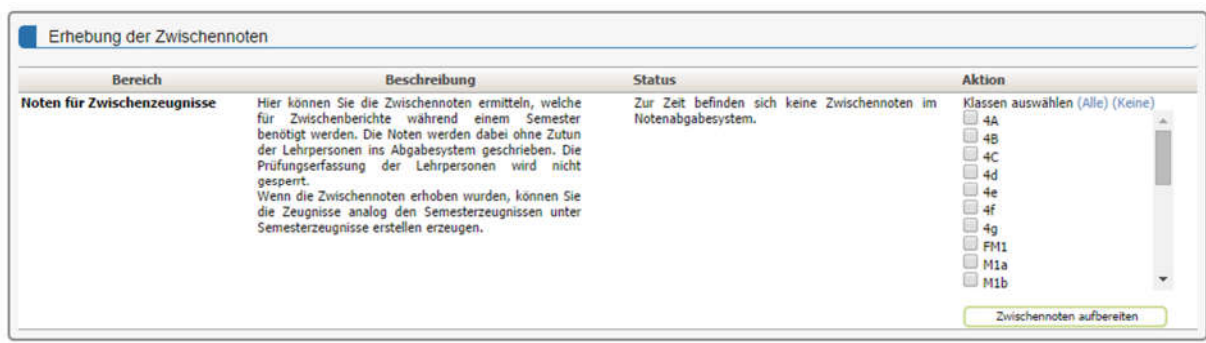 Erhebung der Zwischennoten
Bereich Beschreibung Status Aktion
Noten für Zwischenzeugnisse
Hier können Sie die Zwischennoten ermitteln, welche
für Zwischenberichte während einem Semester
benötigt werden. Die Noten werden dabei ohne Zutun
der Lehrpersonen ins Abgabesystem geschrieben. Die
Prüfungserfassung der Lehrpersonen wird nicht
gesperrt.
Wenn die Zwischennoten erhoben wurden, können Sie
die Zeugnisse analog den Semesterzeugnissen unter
Semesterzeugnisse erstellen erzeugen.
Zur Zeit befinden sich keine Zwischennoten im
Notenabgabesystem.
Klassen auswählen (Alle) (Keine)
4A
4B
4C
4d
4e
4f
4g
FM1
M1a
M1b
Zwischennoten aufbereiten